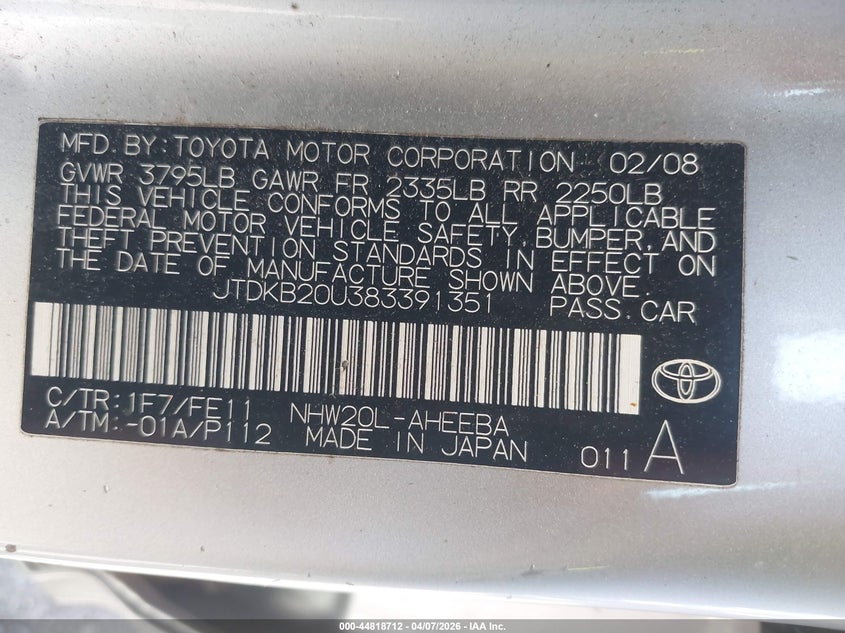 MFD. BY: TOYOTA MOTOR CORPORATION 02/08
GVWR 3795LB GAWR FR 2335LB RR 2250LB
THIS VEHICLE CONFORMS TO ALL APPLICABLE
FEDERAL MOTOR VEHICLE SAFETY, BUMPER, AND
THEFT PREVENTION STANDARDS IN EFFECT ON
THE DATE OF MANUFACTURE SHOWN ABOVE.
JTDKB20U383391351 PASS. CAR
C/TR: 1F7/FE11 NHW20L-AHEEBA
A/TM: -01A/P112 MADE IN JAPAN 011 A
000-44818712 - 04/07/2026 - IAA Inc.